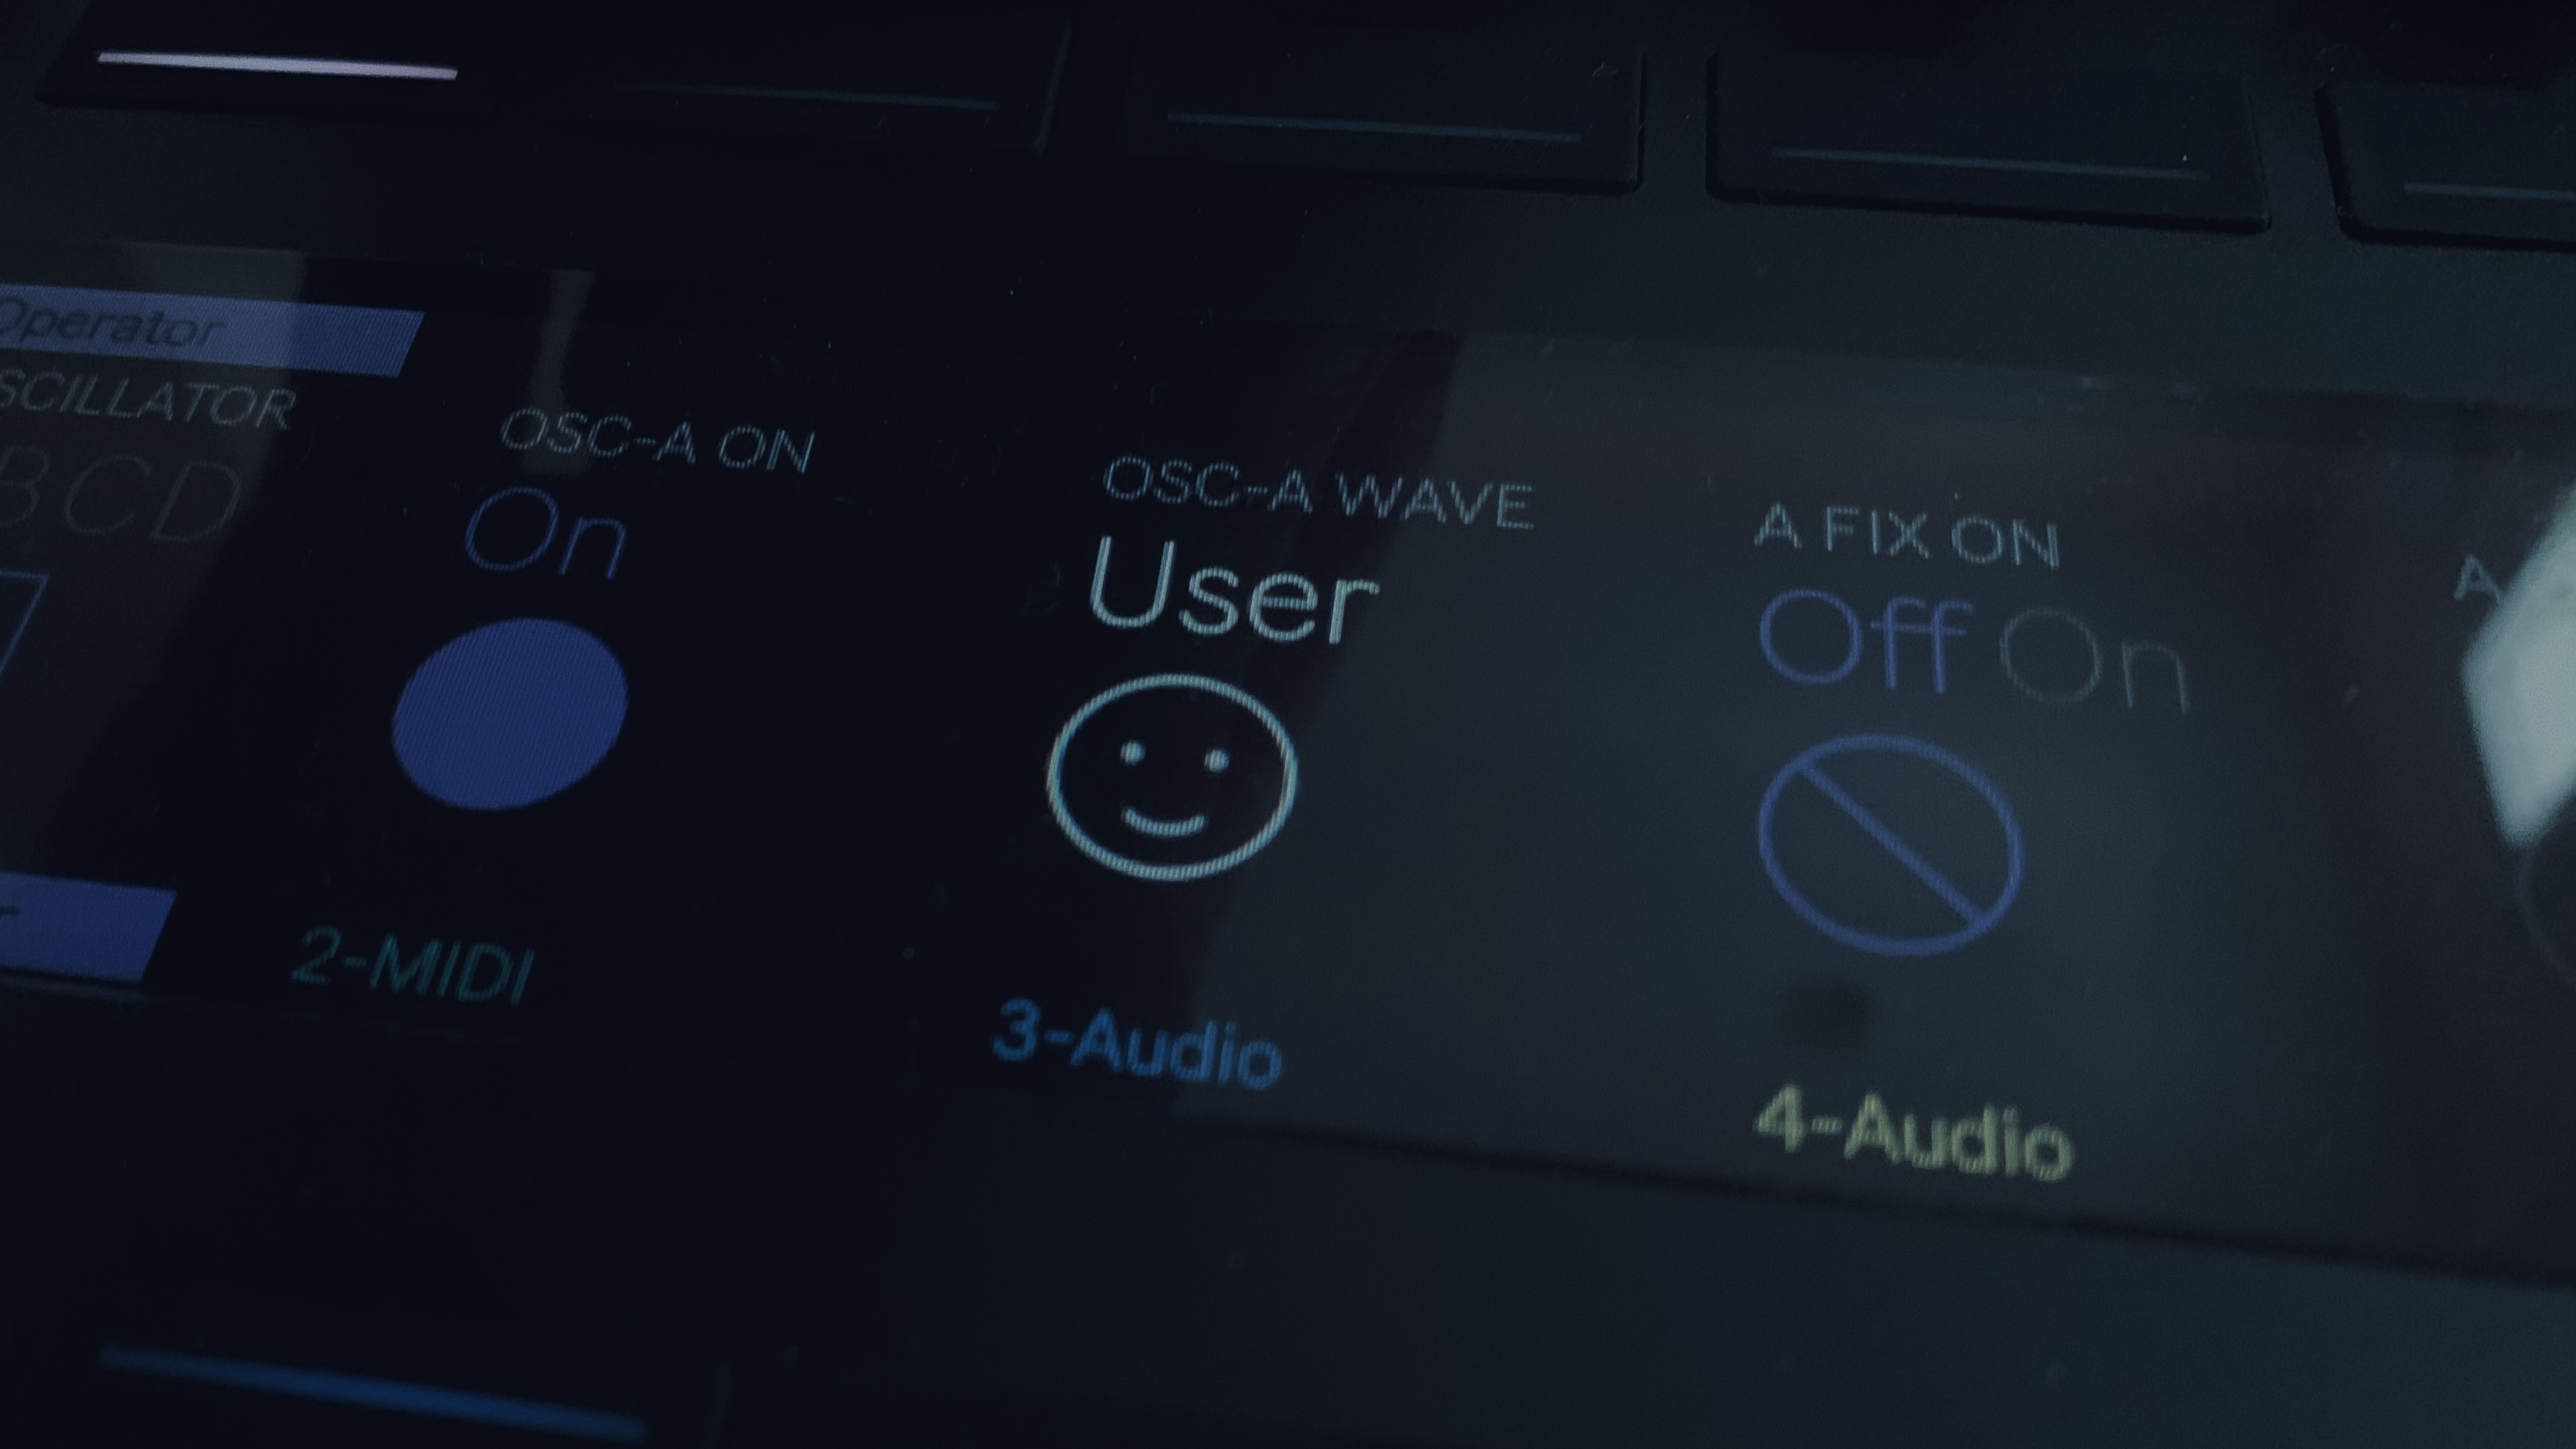 Operator
SCILLATOR
BCD
OSC-A ON
On
OSC-A WAVE
User
A FIX ON
Off On
A
2-MIDI
3-Audio
4-Audio